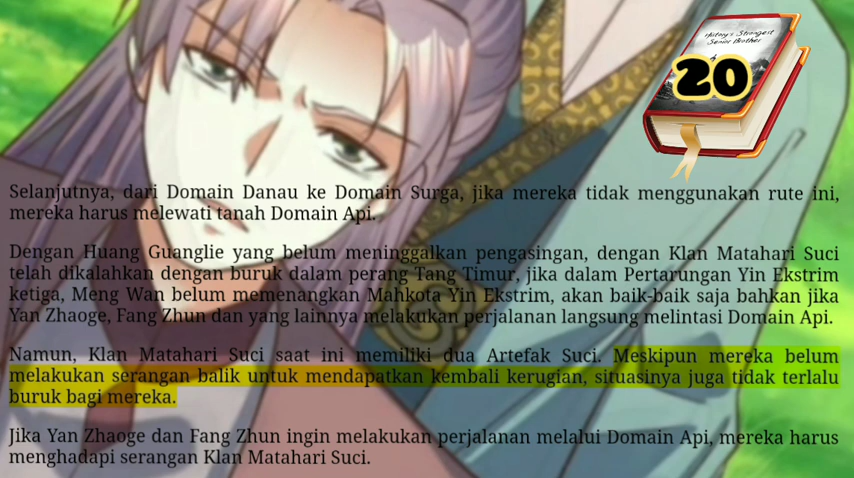 History's Strongest
Senior Brother
20
Selanjutnya, dari Domain Danau ke Domain Surga, jika mereka tidak menggunakan rute ini,
mereka harus melewati tanah Domain Api.
Dengan Huang Guanglie yang belum meninggalkan pengasingan, dengan Klan Matahari Suci
telah dikalahkan dengan buruk dalam perang Tang Timur, jika dalam Pertarungan Yin Ekstrim
ketiga, Meng Wan belum memenangkan Mahkota Yin Ekstrim, akan baik-baik saja bahkan jika
Yan Zhaoge, Fang Zhun dan yang lainnya melakukan perjalanan langsung melintasi Domain Api.
Namun, Klan Matahari Suci saat ini memiliki dua Artefak Suci. Meskipun mereka belum
melakukan serangan balik untuk mendapatkan kembali kerugian, situasinya juga tidak terlalu
buruk bagi mereka.
Jika Yan Zhaoge dan Fang Zhun ingin melakukan perjalanan melalui Domain Api, mereka harus
menghadapi serangan Klan Matahari Suci.